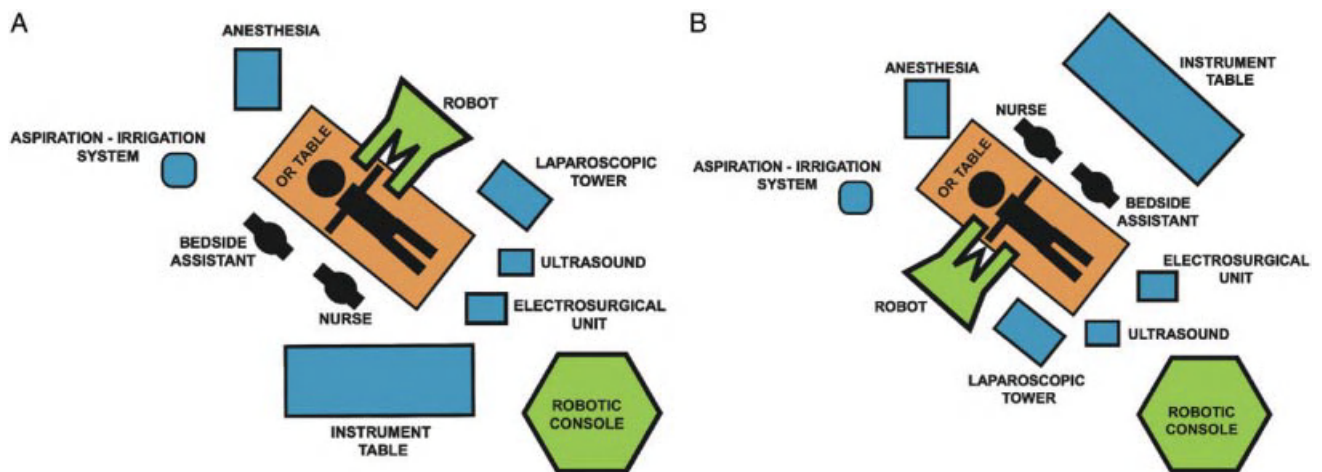 A
ANESTHESIA
ROBOT
ASPIRATION - IRRIGATION
SYSTEM
OR TABLE
LAPAROSCOPIC
TOWER
BEDSIDE
ASSISTANT
ULTRASOUND
NURSE
ELECTROSURGICAL
UNIT
INSTRUMENT
TABLE
ROBOTIC
CONSOLE
B
INSTRUMENT
TABLE
ANESTHESIA
NURSE
ASPIRATION - IRRIGATION
SYSTEM
OR TABLE
BEDSIDE
ASSISTANT
ELECTROSURGICAL
UNIT
ROBOT
ULTRASOUND
LAPAROSCOPIC
TOWER
ROBOTIC
CONSOLE